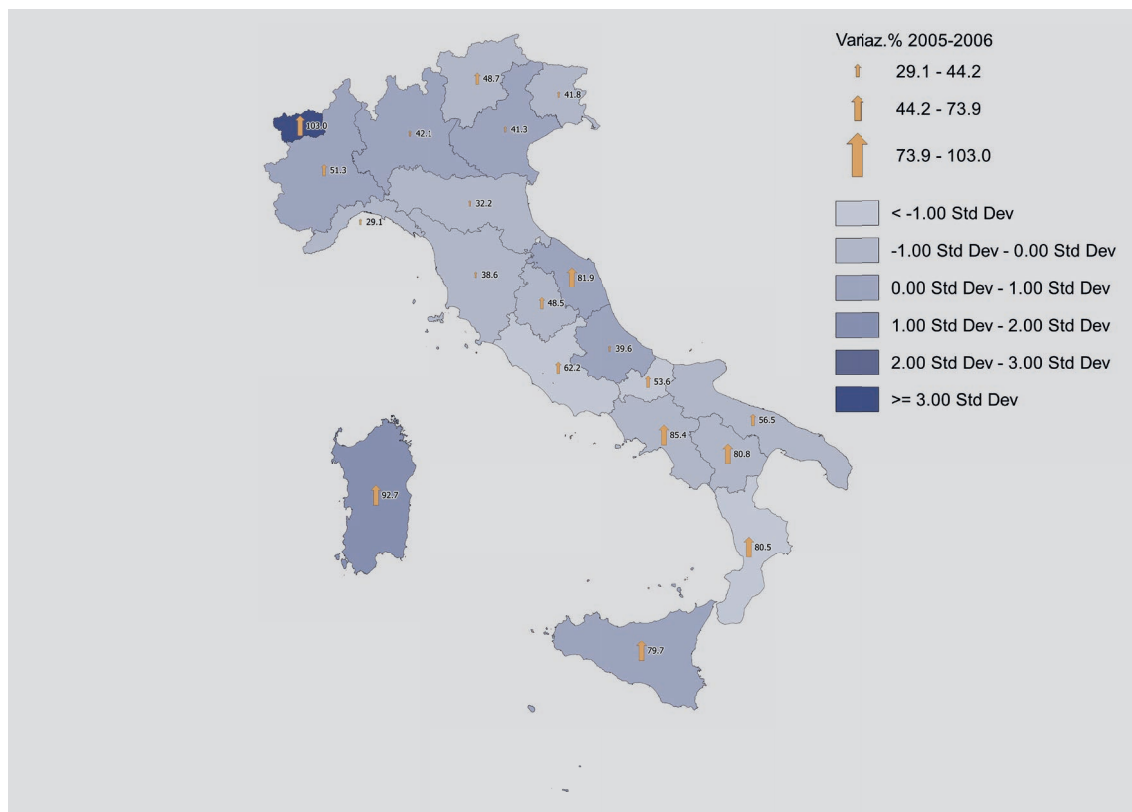 Variaz.% 2005-2006
29.1 - 44.2
44.2 - 73.9
73.9 - 103.0
< -1.00 Std Dev
-1.00 Std Dev - 0.00 Std Dev
0.00 Std Dev - 1.00 Std Dev
1.00 Std Dev - 2.00 Std Dev
2.00 Std Dev - 3.00 Std Dev
>= 3.00 Std Dev
48.7
41.8
103.0
42.1
41.3
51.3
32.2
29.1
38.6
81.9
48.5
39.6
62.2
53.6
56.5
85.4
80.8
92.7
80.5
79.7